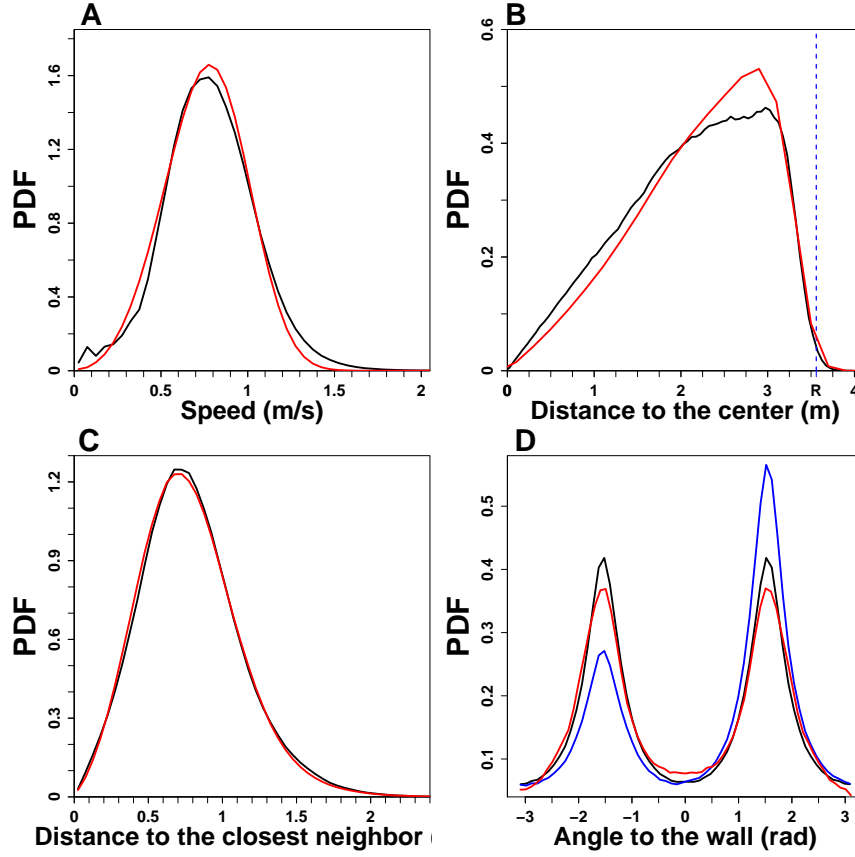 A
PDF
0 0.4 0.8 1.2 1.6
0 0.5 1 1.5 2
Speed (m/s)
B
PDF
0 0.2 0.4 0.6
0 1 2 3 R 4
Distance to the center (m)
C
PDF
0 0.3 0.6 0.9 1.2
0 0.5 1 1.5 2
Distance to the closest neighbor (
D
PDF
0.1 0.2 0.3 0.4 0.5
−3 −2 −1 0 1 2 3
Angle to the wall (rad)